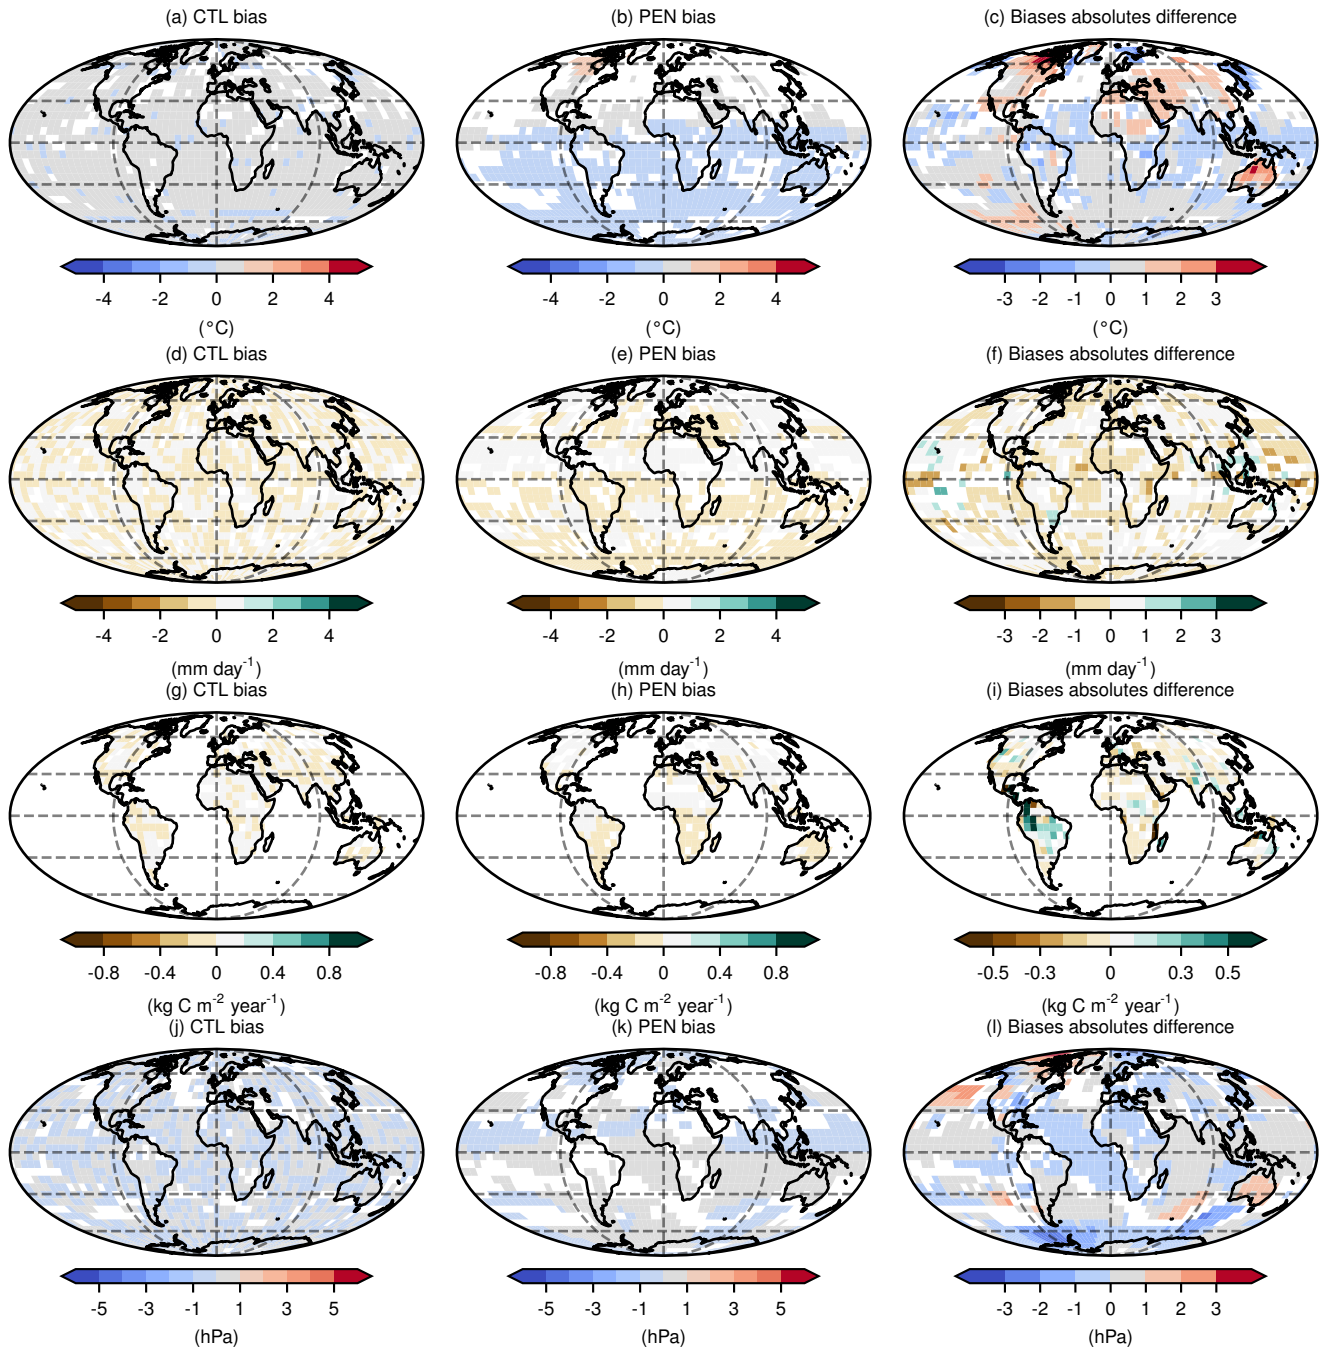 (a) CTL bias (b) PEN bias (c) Biases absolutes difference
-4 -2 0 2 4 -4 -2 0 2 4 -3 -2 -1 0 1 2 3
(°C) (°C) (°C)
(d) CTL bias (e) PEN bias (f) Biases absolutes difference
-4 -2 0 2 4 -4 -2 0 2 4 -3 -2 -1 0 1 2 3
(mm day⁻¹) (mm day⁻¹) (mm day⁻¹)
(g) CTL bias (h) PEN bias (i) Biases absolutes difference
-0.8 -0.4 0 0.4 0.8 -0.8 -0.4 0 0.4 0.8 -0.5 -0.3 0 0.3 0.5
(kg C m⁻² year⁻¹) (kg C m⁻² year⁻¹) (kg C m⁻² year⁻¹)
(j) CTL bias (k) PEN bias (l) Biases absolutes difference
-5 -3 -1 1 3 5 -5 -3 -1 1 3 5 -3 -2 -1 0 1 2 3
(hPa) (hPa) (hPa)